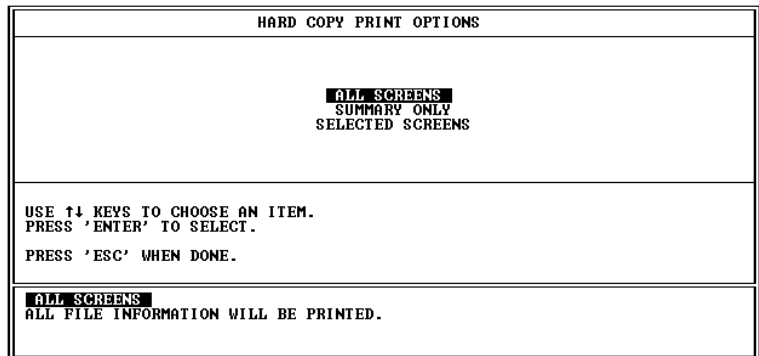 HARD COPY PRINT OPTIONS
ALL SCREENS
SUMMARY ONLY
SELECTED SCREENS
USE ↑↓ KEYS TO CHOOSE AN ITEM.
PRESS 'ENTER' TO SELECT.
PRESS 'ESC' WHEN DONE.
ALL SCREENS
ALL FILE INFORMATION WILL BE PRINTED.